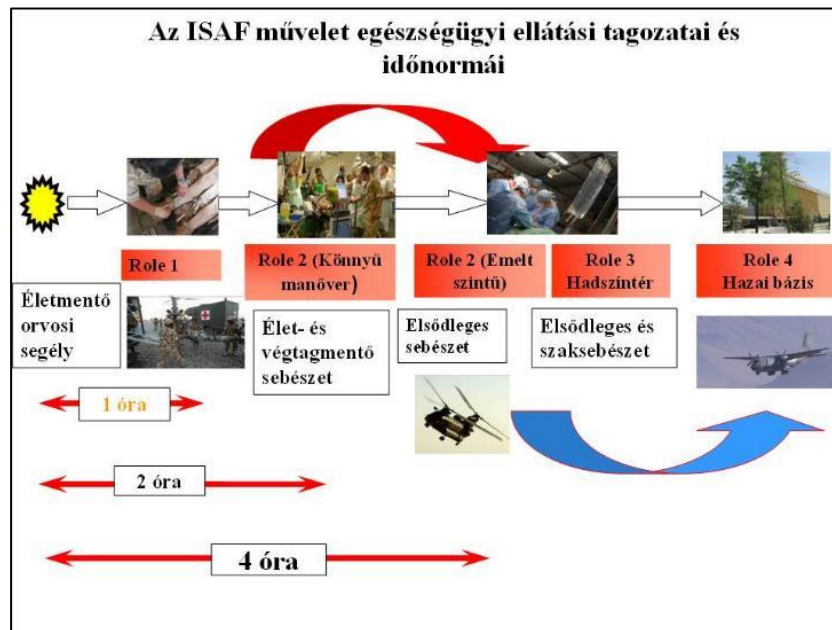 Az ISAF művelet egészségügyi ellátási tagozatai és
időnormái
Role 1
Role 2 (Könnyű
manőver)
Role 2 (Emelt
szintű)
Role 3
Hadszíntér
Role 4
Hazai bázis
Életmentő
orvosi
segély
Élet- és
végtagmentő
sebészet
Elsődleges
sebészet
Elsődleges és
szaksebészet
1 óra
2 óra
4 óra